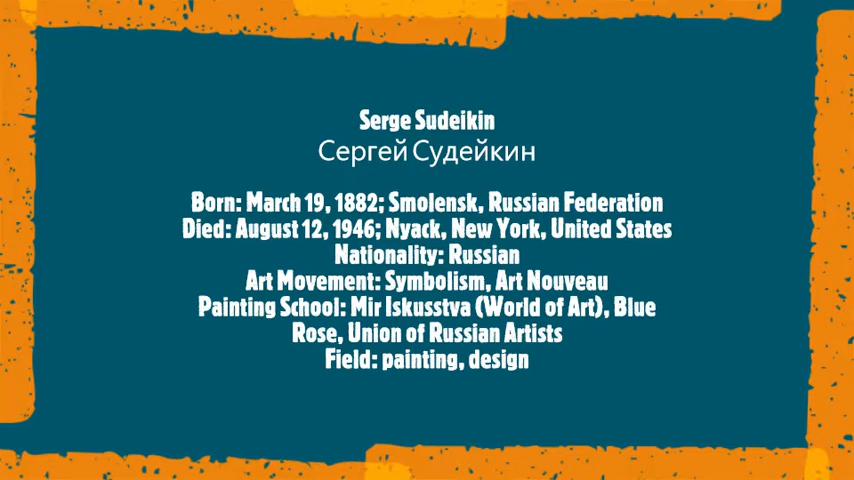 Serge Sudeikin
Сергей Судейкин
Born: March 19, 1882; Smolensk, Russian Federation
Died: August 12, 1946; Nyack, New York, United States
Nationality: Russian
Art Movement: Symbolism, Art Nouveau
Painting School: Mir Iskusstva (World of Art), Blue
Rose, Union of Russian Artists
Field: painting, design